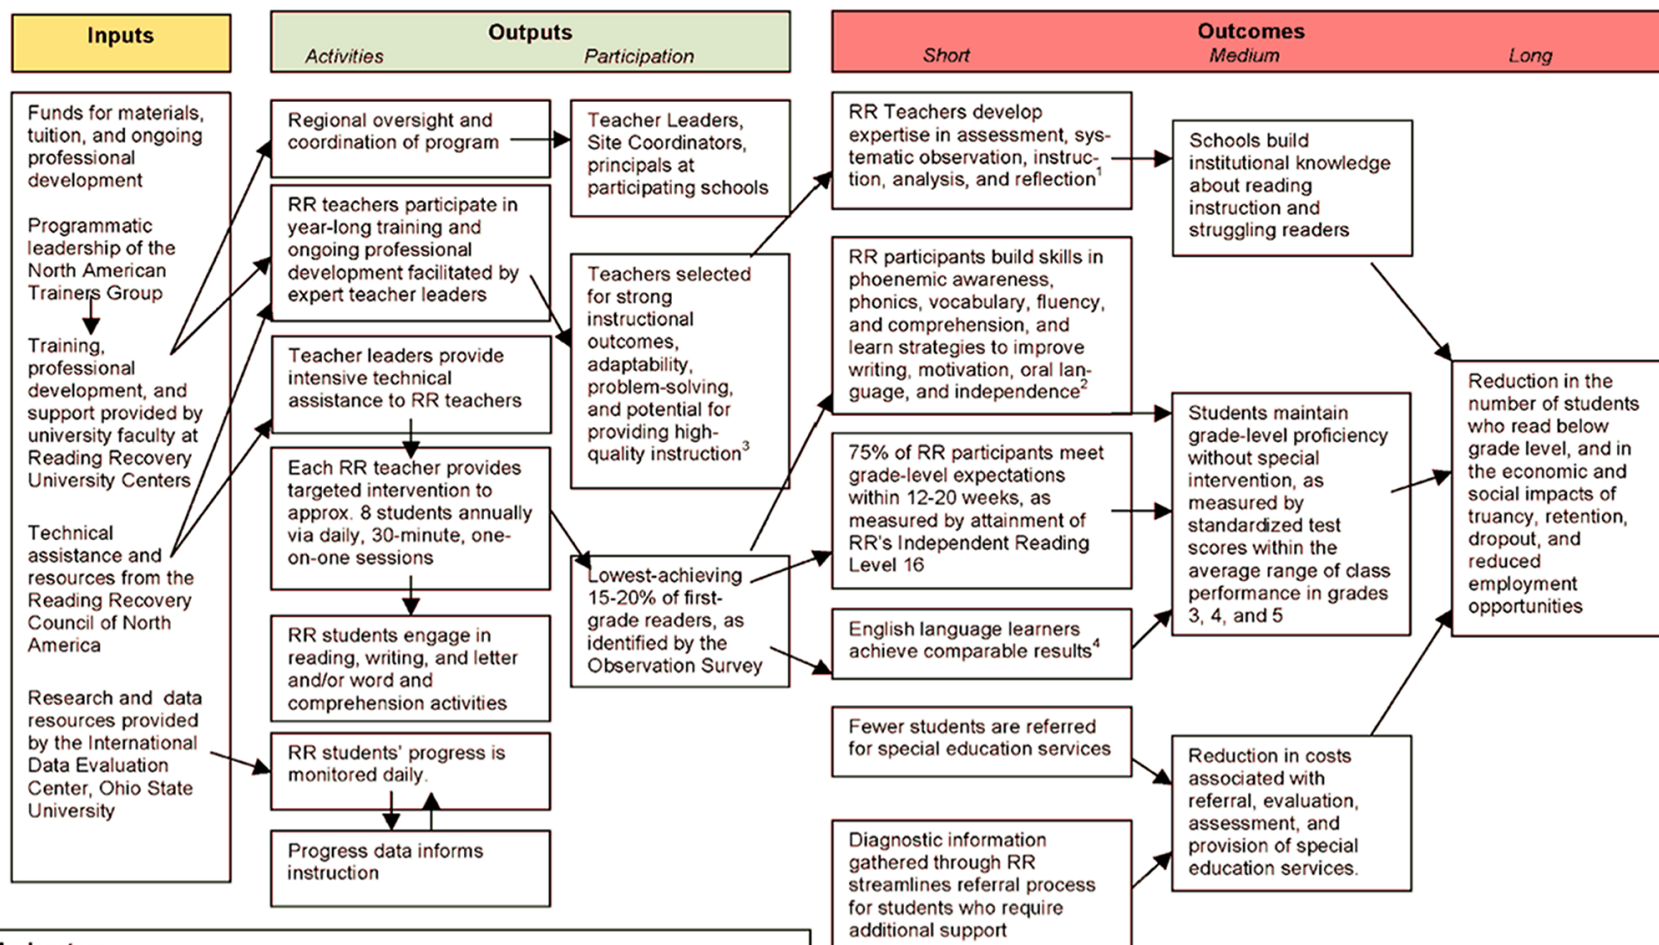 Inputs
Outputs
Activities
Participation
Outcomes
Short
Medium
Long
Funds for materials,
tuition, and ongoing
professional
development
Programmatic
leadership of the
North American
Trainers Group
Training,
professional
development, and
support provided by
university faculty at
Reading Recovery
University Centers
Technical
assistance and
resources from the
Reading Recovery
Council of North
America
Research and data
resources provided
by the International
Data Evaluation
Center, Ohio State
University
Regional oversight and
coordination of program
RR teachers participate in
year-long training and
ongoing professional
development facilitated by
expert teacher leaders
Teacher leaders provide
intensive technical
assistance to RR teachers
Each RR teacher provides
targeted intervention to
approx. 8 students annually
via daily, 30-minute, one-
on-one sessions
RR students engage in
reading, writing, and letter
and/or word and
comprehension activities
RR students' progress is
monitored daily.
Progress data informs
instruction
Teacher Leaders,
Site Coordinators,
principals at
participating schools
Teachers selected
for strong
instructional
outcomes,
adaptability,
problem-solving,
and potential for
providing high-
quality instruction3
Lowest-achieving
15-20% of first-
grade readers, as
identified by the
Observation Survey
RR Teachers develop
expertise in assessment, sys-
tematic observation, instruc-
tion, analysis, and reflection1
RR participants build skills in
phoenemic awareness,
phonics, vocabulary, fluency,
and comprehension, and
learn strategies to improve
writing, motivation, oral lan-
guage, and independence2
75% of RR participants meet
grade-level expectations
within 12-20 weeks, as
measured by attainment of
RR's Independent Reading
Level 16
English language learners
achieve comparable results4
Fewer students are referred
for special education services
Diagnostic information
gathered through RR
streamlines referral process
for students who require
additional support
Schools build
institutional knowledge
about reading
instruction and
struggling readers
Students maintain
grade-level proficiency
without special
intervention, as
measured by
standardized test
scores within the
average range of class
performance in grades
3, 4, and 5
Reduction in costs
associated with
referral, evaluation,
assessment, and
provision of special
education services.
Reduction in the
number of students
who read below
grade level, and in
the economic and
social impacts of
truancy, retention,
dropout, and
reduced
employment
opportunities